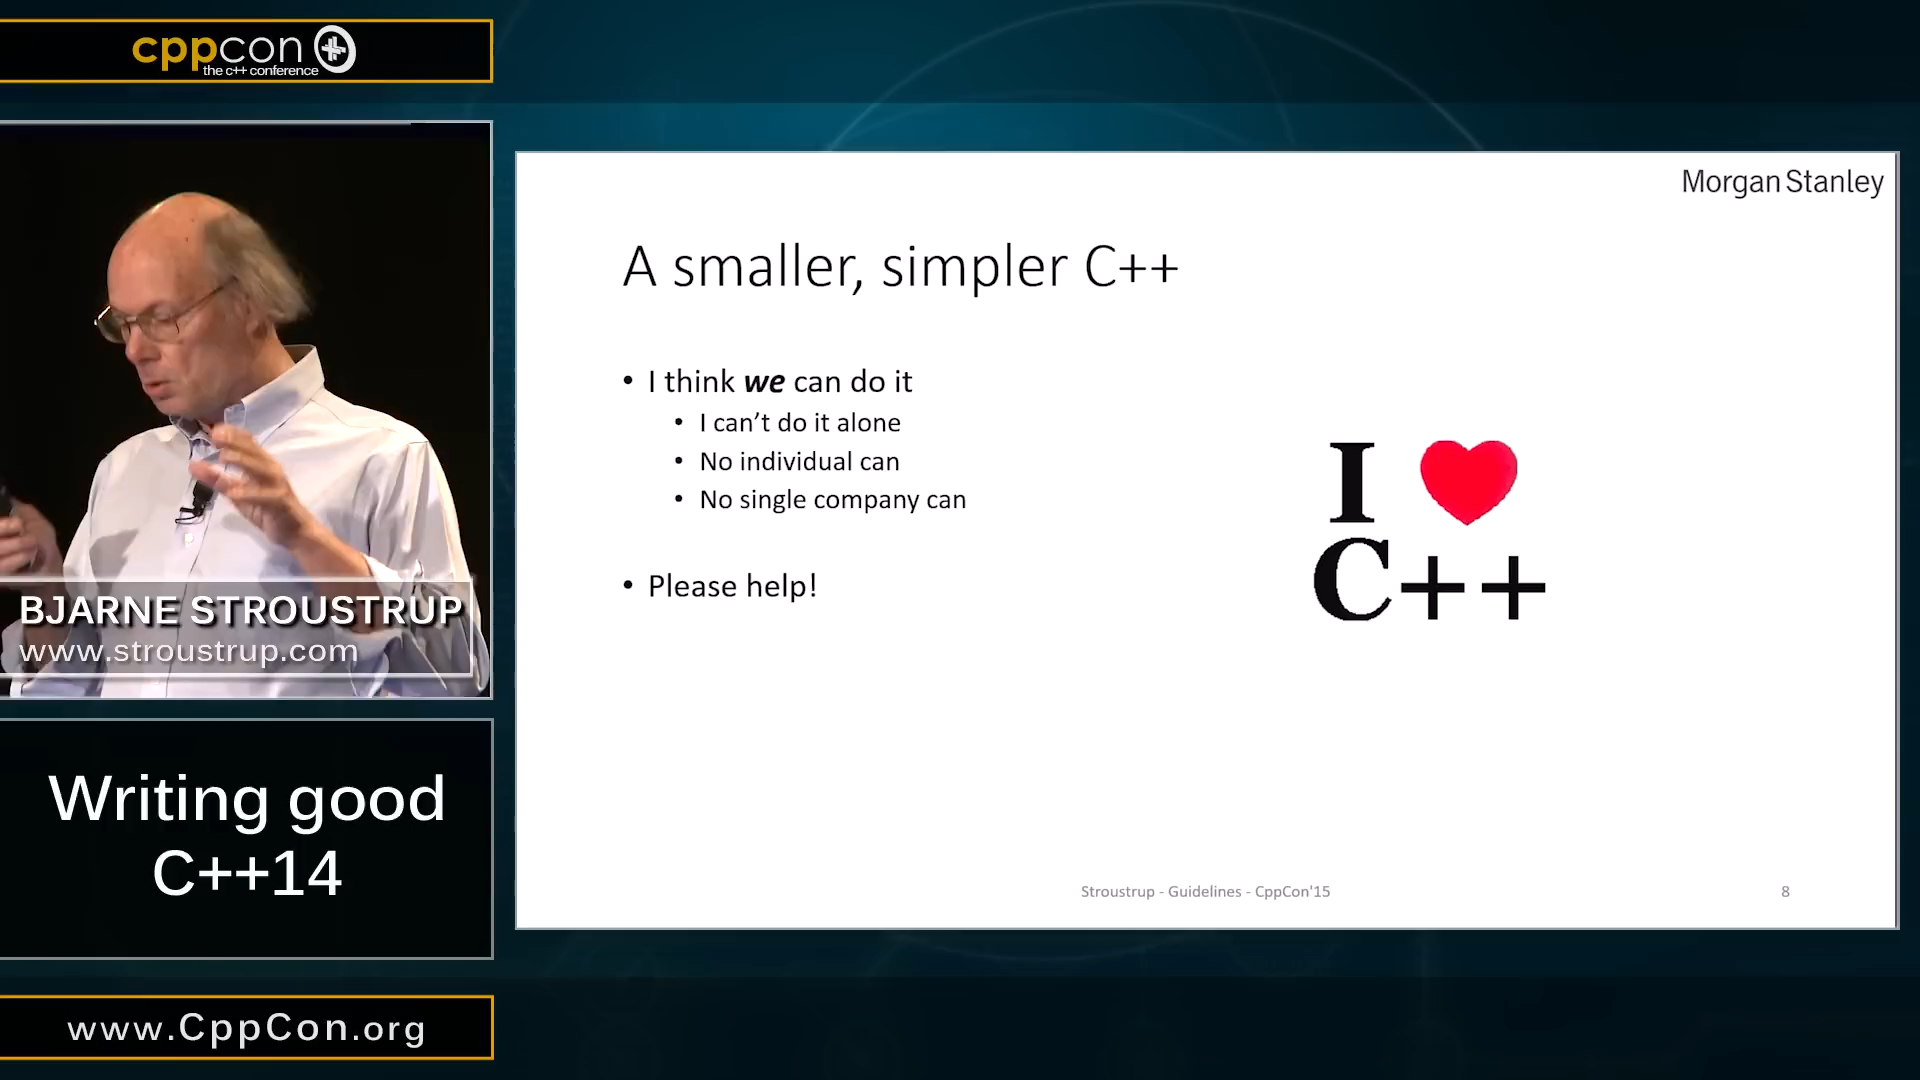 cppcon
the c++ conference
BJARNE STROUSTRUP
www.stroustrup.com
Writing good
C++14
www.CppCon.org
Morgan Stanley
A smaller, simpler C++
• I think we can do it
• I can’t do it alone
• No individual can
• No single company can
• Please help!
I ♥
C++
Stroustrup - Guidelines - CppCon'15
8